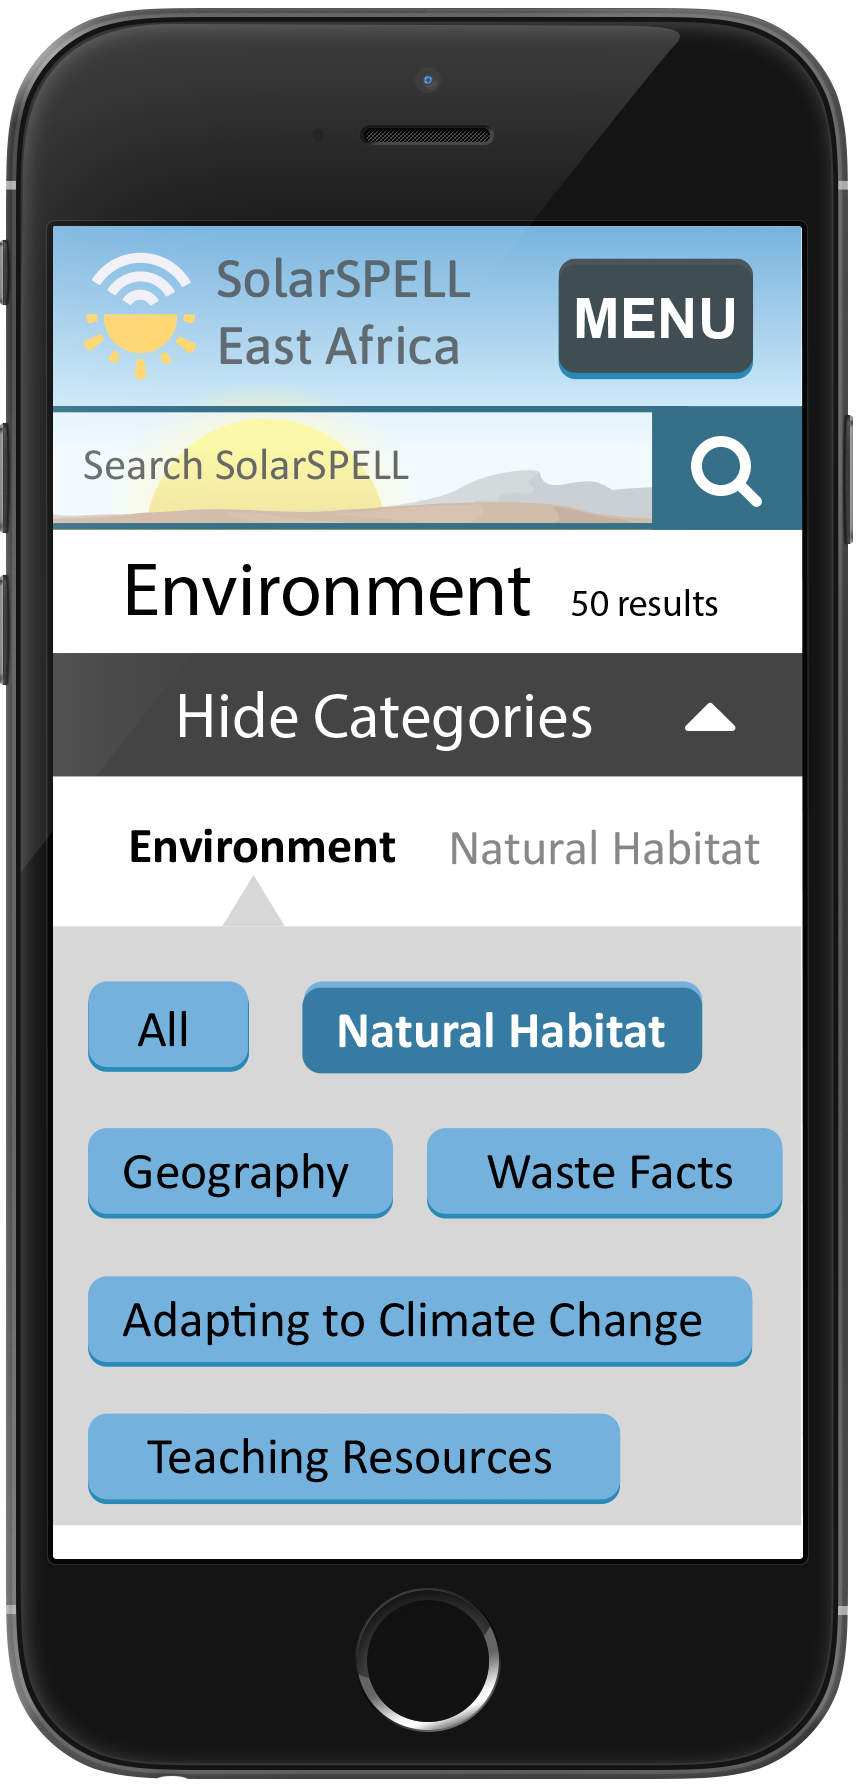 SolarSPELL
East Africa
MENU
Search SolarSPELL
Environment 50 results
Hide Categories
Environment Natural Habitat
All Natural Habitat
Geography Waste Facts
Adapting to Climate Change
Teaching Resources